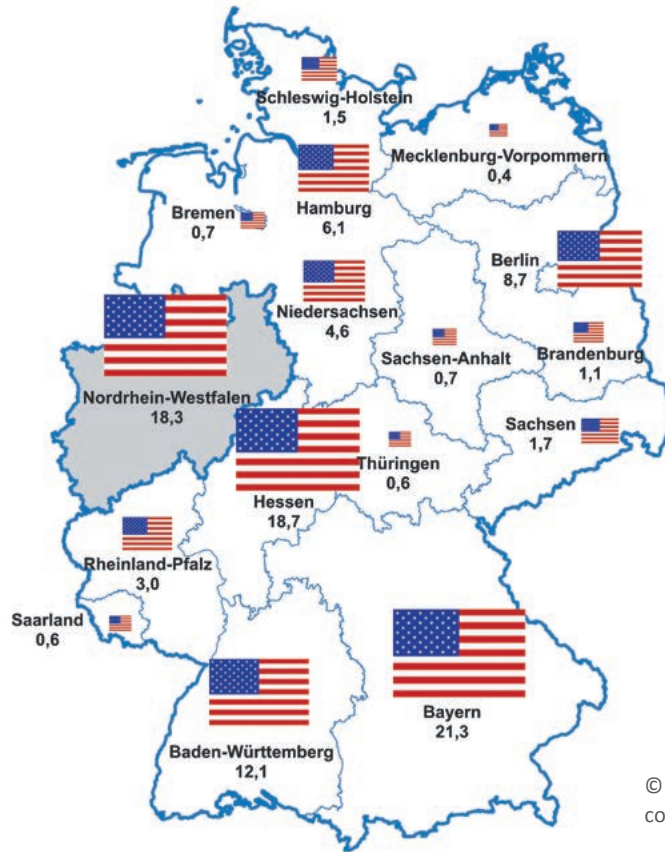 Schleswig-Holstein
1,5
Mecklenburg-Vorpommern
0,4
Hamburg
6,1
Bremen
0,7
Berlin
8,7
Niedersachsen
4,6
Sachsen-Anhalt
0,7
Brandenburg
1,1
Nordrhein-Westfalen
18,3
Sachsen
1,7
Thüringen
0,6
Hessen
18,7
Rheinland-Pfalz
3,0
Saarland
0,6
Bayern
21,3
Baden-Württemberg
12,1
©
co